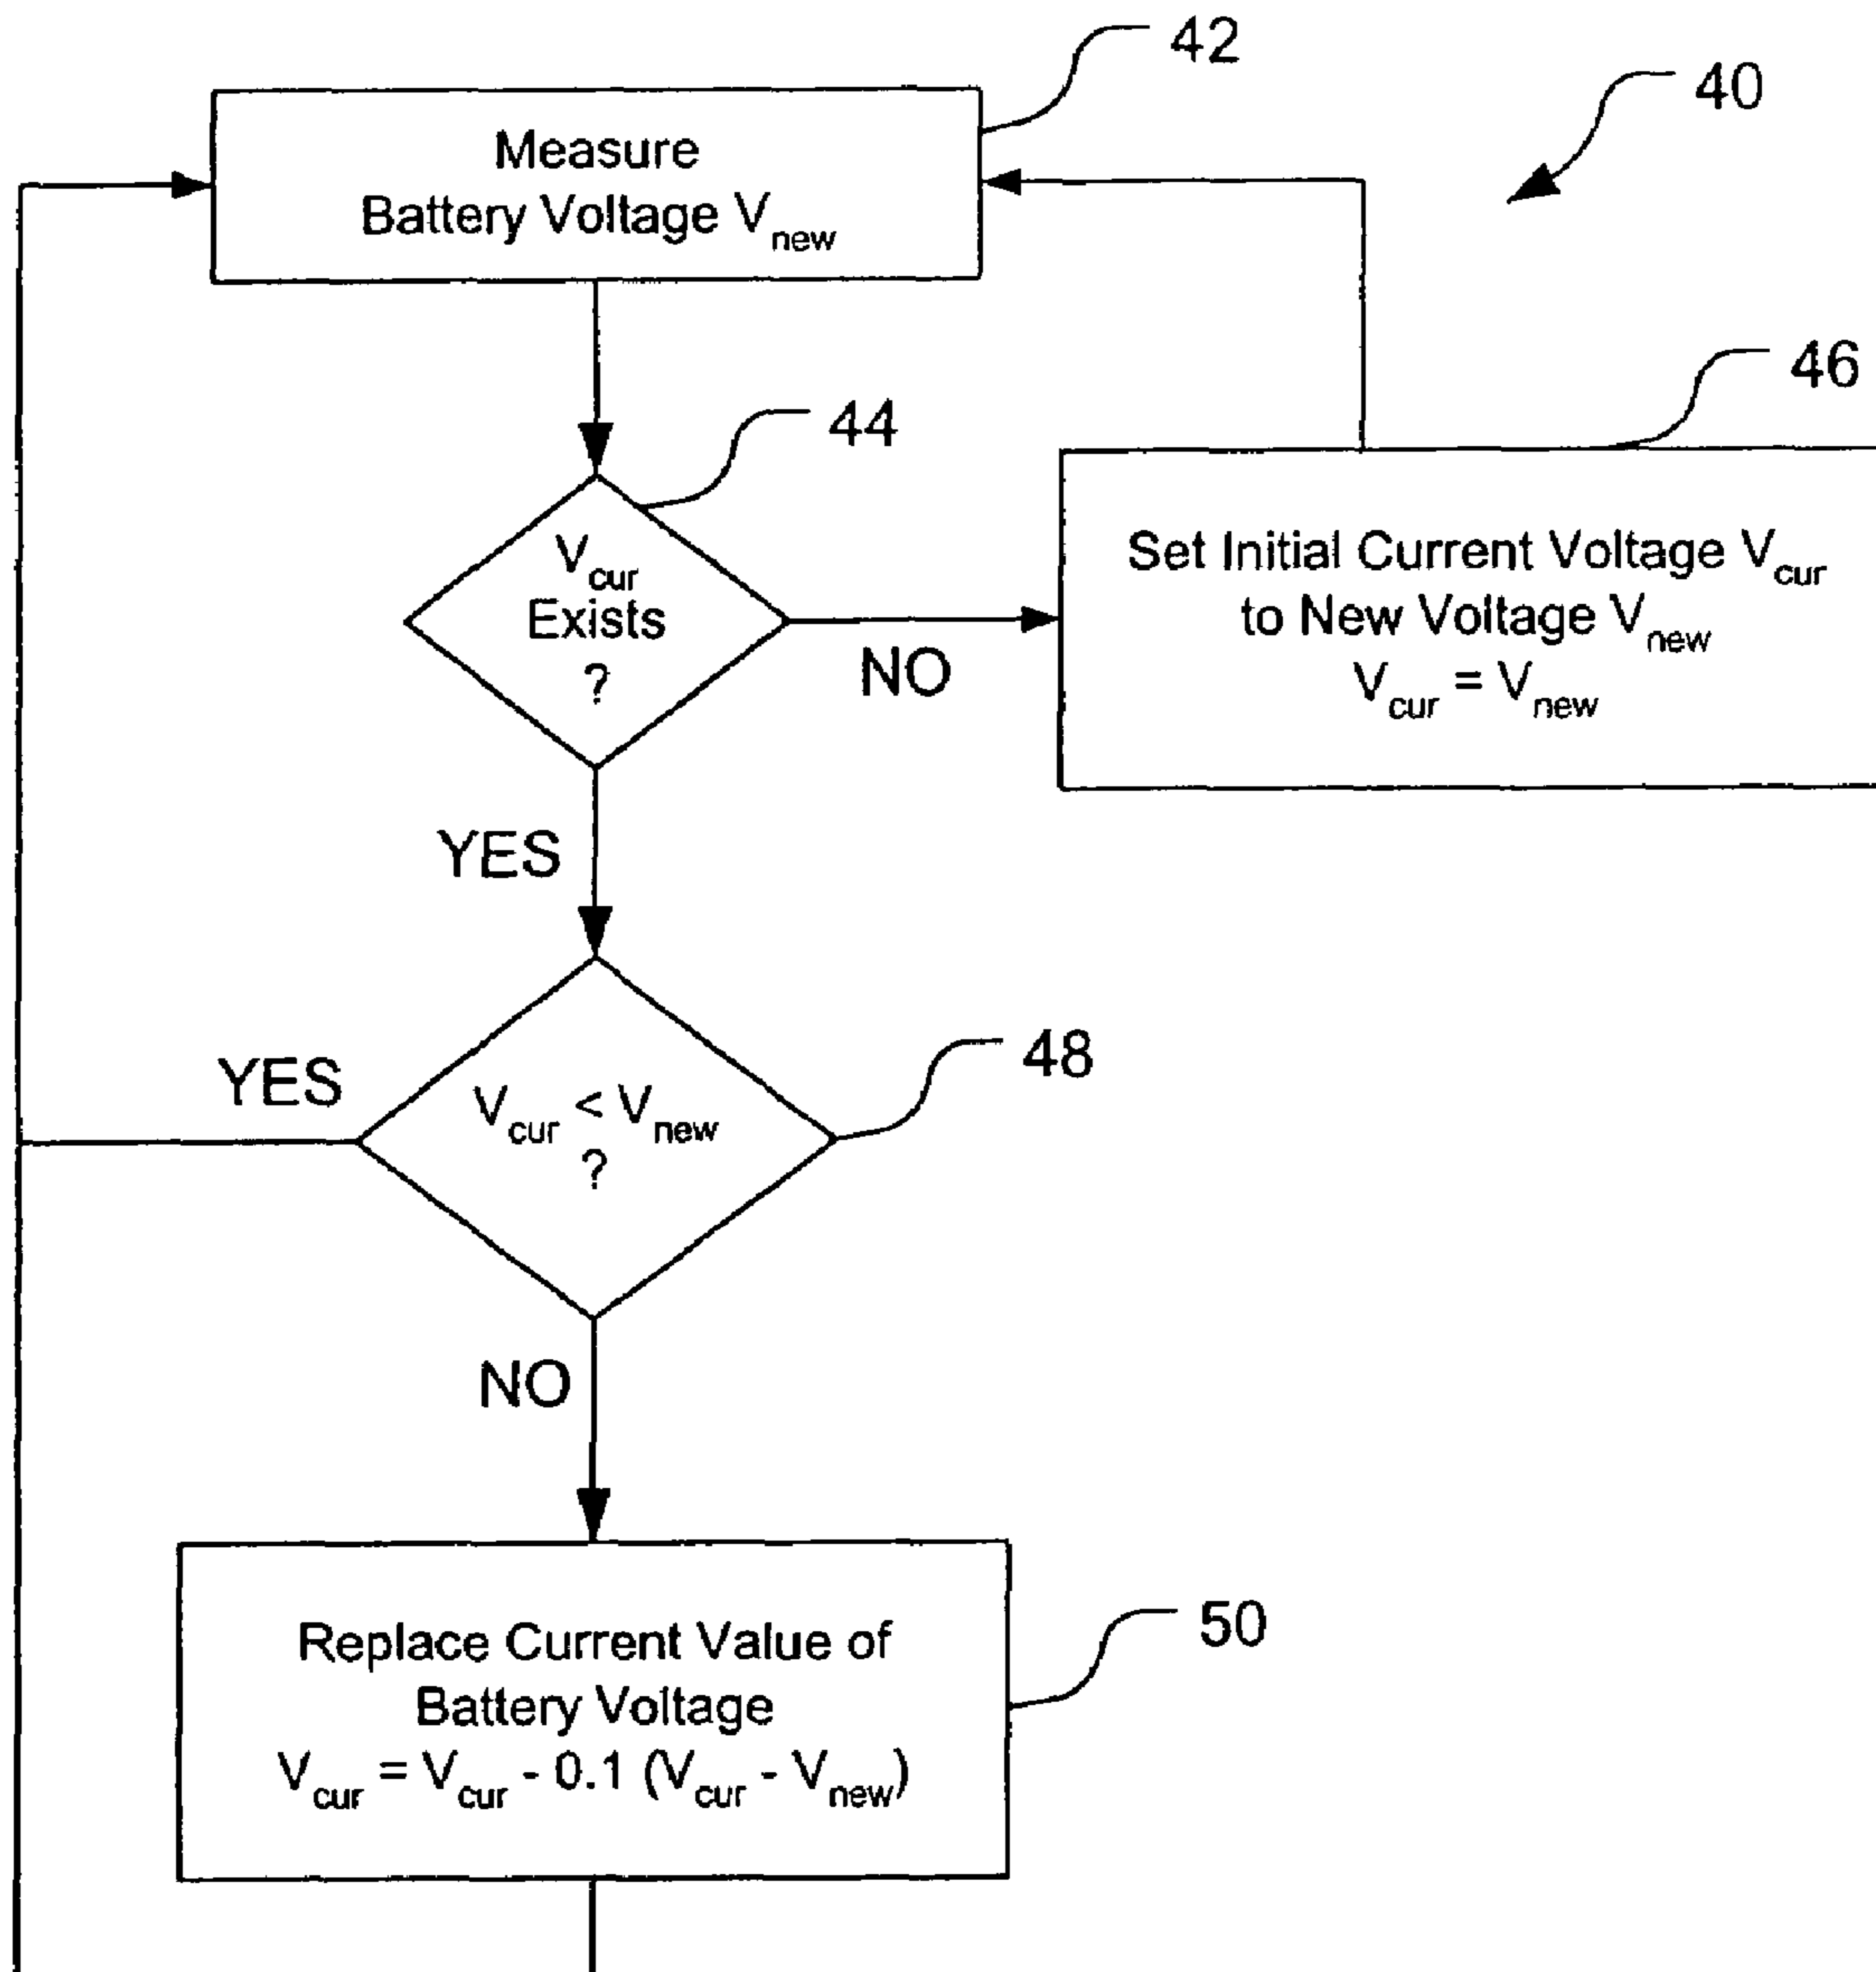 42
40
Measure
Battery Voltage Vnew
46
44
Vcur
Exists
?
NO
Set Initial Current Voltage Vcur
to New Voltage Vnew
Vcur = Vnew
YES
48
YES
Vcur < Vnew
?
NO
50
Replace Current Value of
Battery Voltage
Vcur = Vcur - 0.1 (Vcur - Vnew)